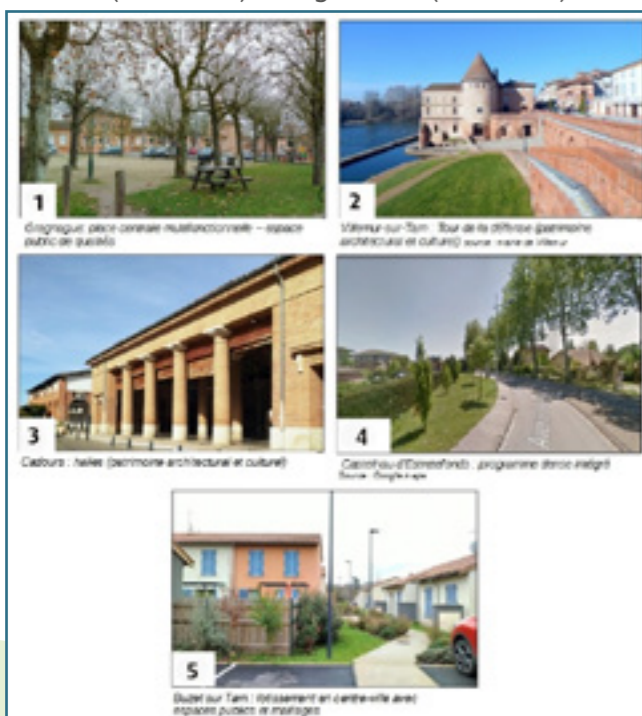 1
Gragnague: place centrale multifonctionnelle – espace
public de qualité
2
Villemur-sur-Tarn : Tour de la défense (patrimoine
architectural et culturel) source : mairie de Villemur
3
Cadours : halles (patrimoine architectural et culturel)
4
Castelnau-d'Estrétefonds : programme dense intégré
Source : Google maps
5
Buzet sur Tarn : lotissement en centre-ville avec
espaces publics et